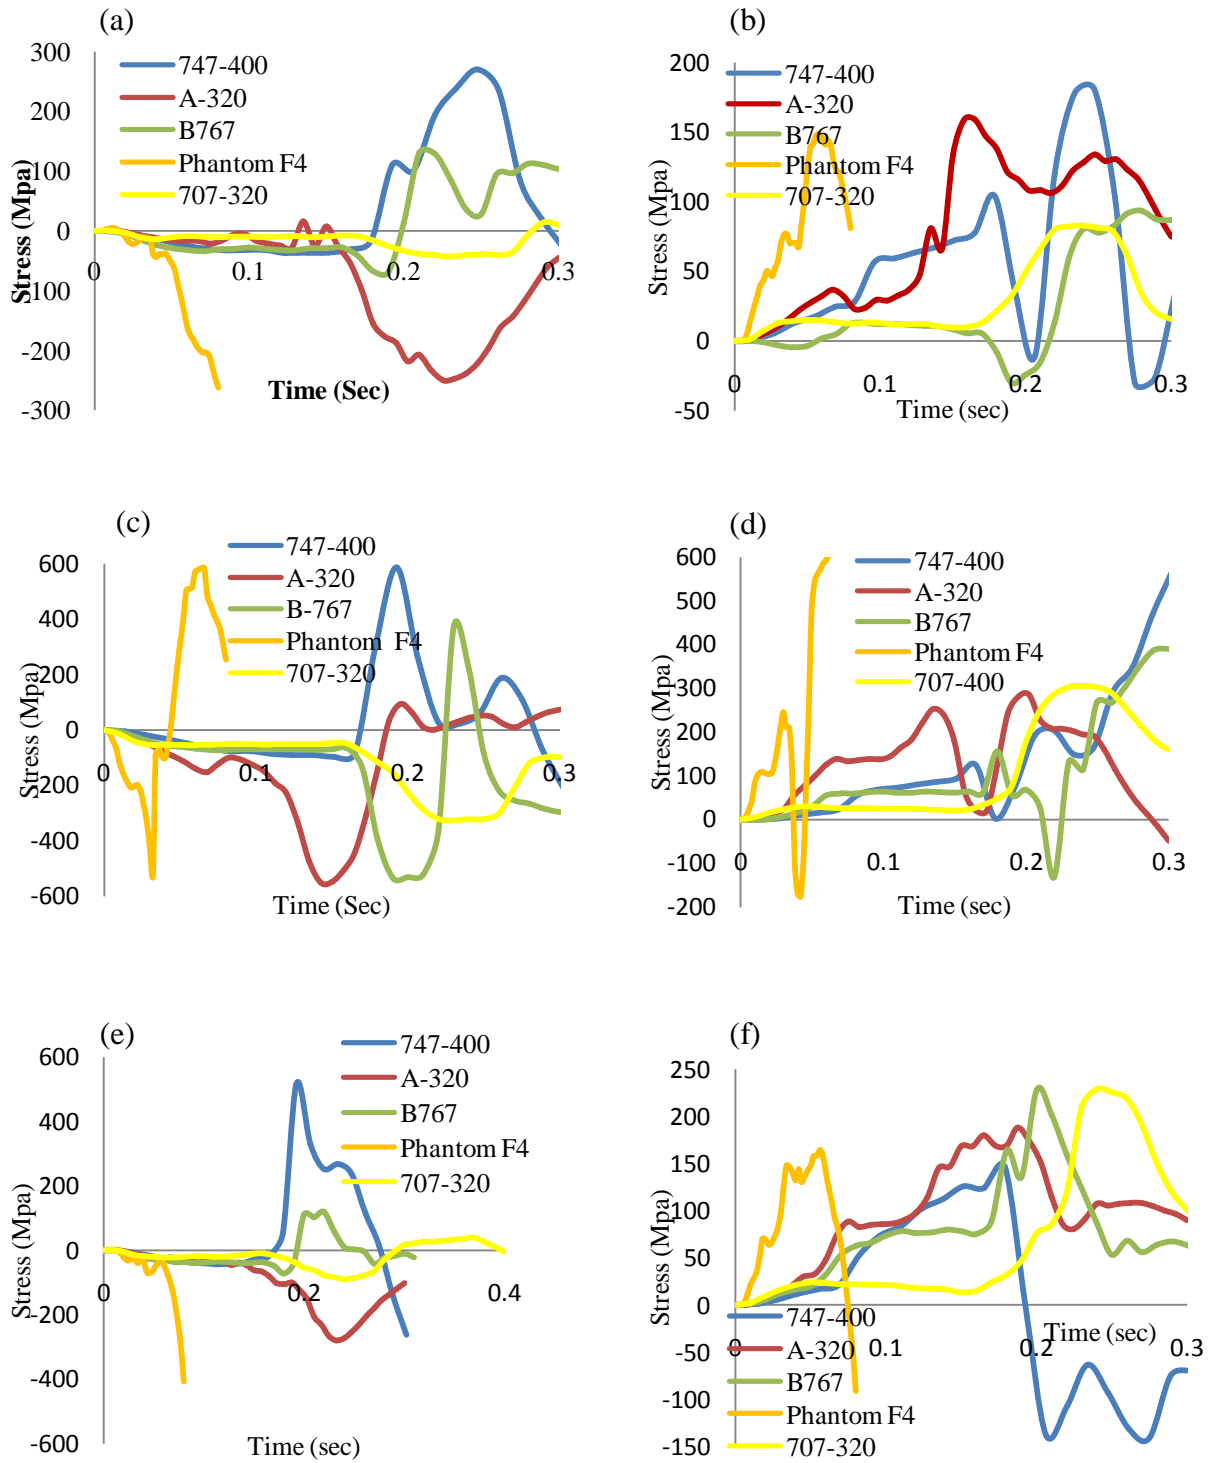 (a)
300
200
100
0
-100
-200
-300
Stress (Mpa)
747-400
A-320
B767
Phantom F4
707-320
0
0.1
0.2
0.3
Time (Sec)
(b)
200
150
100
50
0
-50
Stress (Mpa)
747-400
A-320
B767
Phantom F4
707-320
0
0.1
0.2
0.3
Time (sec)
(c)
600
400
200
0
-200
-400
-600
Stress (Mpa)
747-400
A-320
B-767
Phantom F4
707-320
0
0.1
0.2
0.3
Time (Sec)
(d)
600
500
400
300
200
100
0
-100
-200
Stress (Mpa)
747-400
A-320
B767
Phantom F4
707-400
0
0.1
0.2
0.3
Time (sec)
(e)
600
400
200
0
-200
-400
-600
Stress (Mpa)
747-400
A-320
B767
Phantom F4
707-320
0
0.2
0.4
Time (sec)
(f)
250
200
150
100
50
0
-50
-100
-150
Stress (Mpa)
747-400
A-320
B767
Phantom F4
707-320
0
0.1
0.2
0.3
Time (sec)